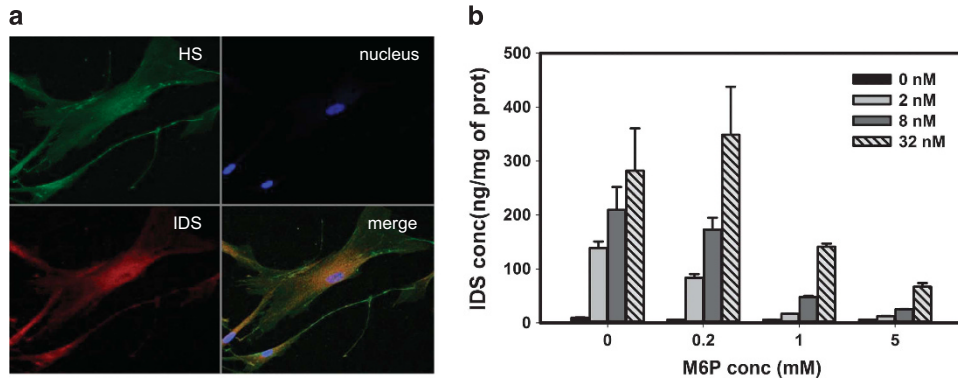 a
HS
nucleus
IDS
merge
b
IDS conc(ng/mg of prot)
500
400
300
200
100
0
0 nM
2 nM
8 nM
32 nM
0
0.2
1
5
M6P conc (mM)